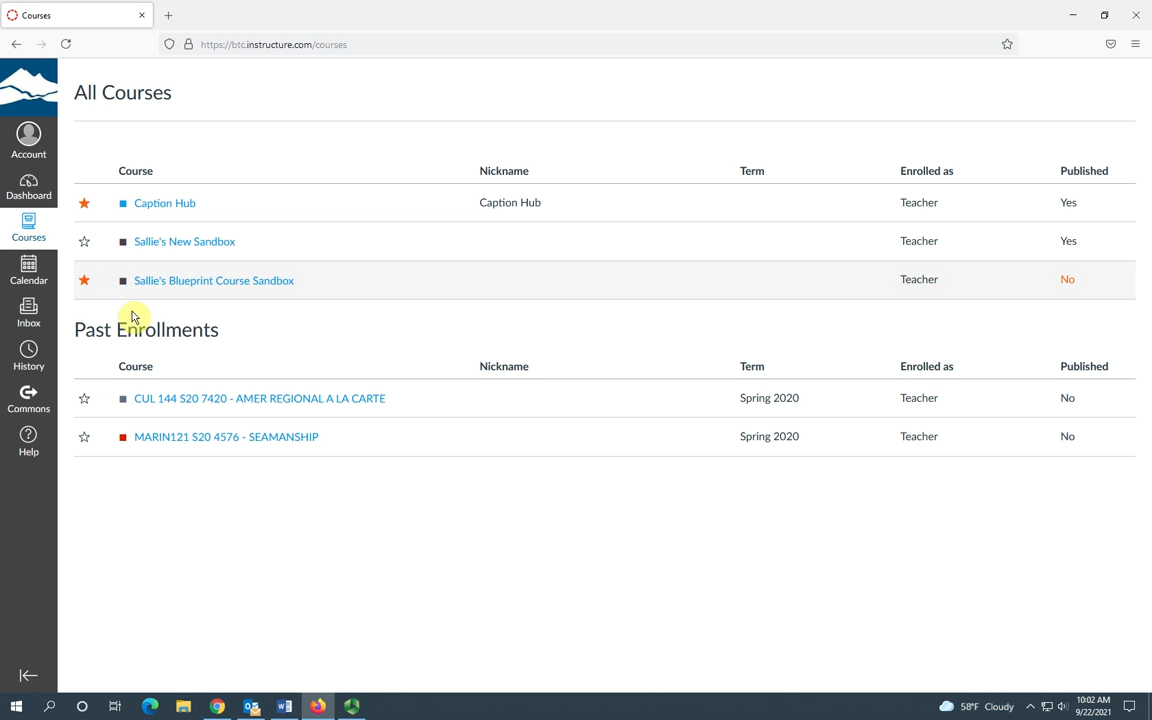 Courses
https://btc.instructure.com/courses
Account
Dashboard
Courses
Calendar
Inbox
History
Commons
Help
All Courses
Course Nickname Term Enrolled as Published
Caption Hub Caption Hub Teacher Yes
Sallie's New Sandbox Teacher Yes
Sallie's Blueprint Course Sandbox Teacher No
Past Enrollments
Course Nickname Term Enrolled as Published
CUL 144 S20 7420 - AMER REGIONAL A LA CARTE Spring 2020 Teacher No
MARIN121 S20 4576 - SEAMANSHIP Spring 2020 Teacher No
58°F Cloudy
10:02 AM
9/22/2021